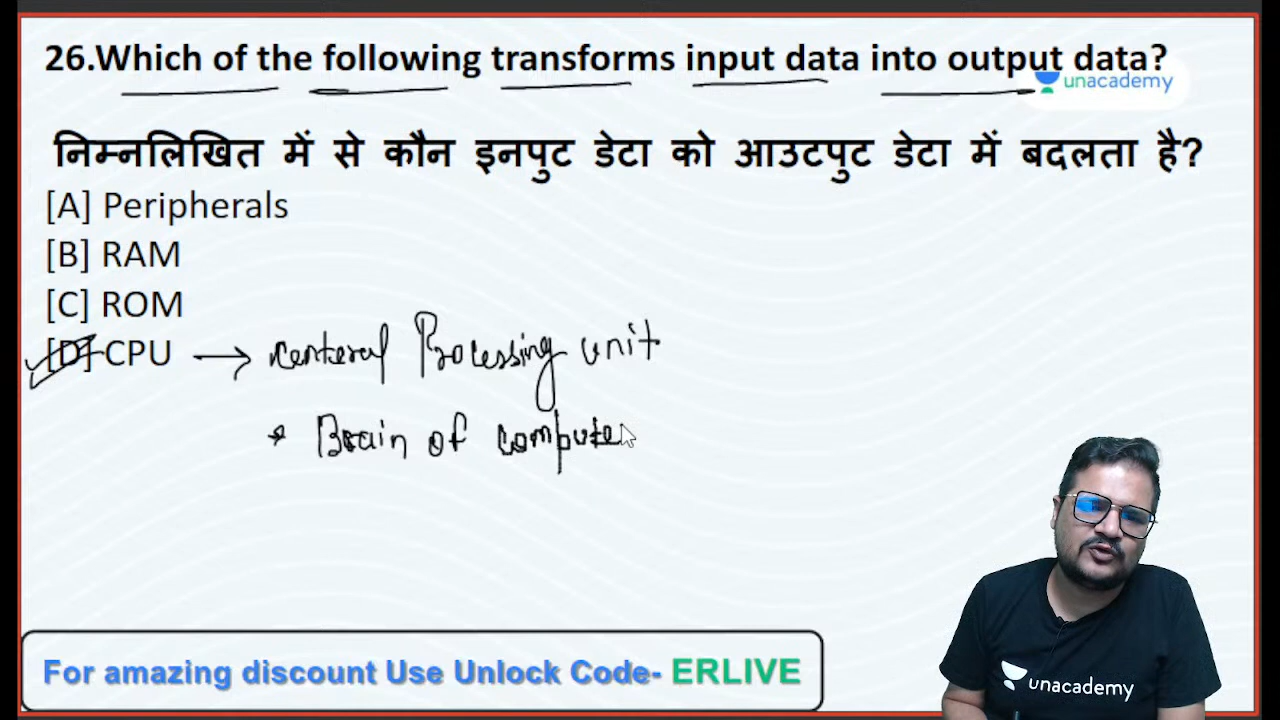 26.Which of the following transforms input data into output data?
unacademy
निम्नलिखित में से कौन इनपुट डेटा को आउटपुट डेटा में बदलता है?
[A] Peripherals
[B] RAM
[C] ROM
[D] CPU → Centeral Processing unit
* Brain of compute
unacademy
For amazing discount Use Unlock Code- ERLIVE